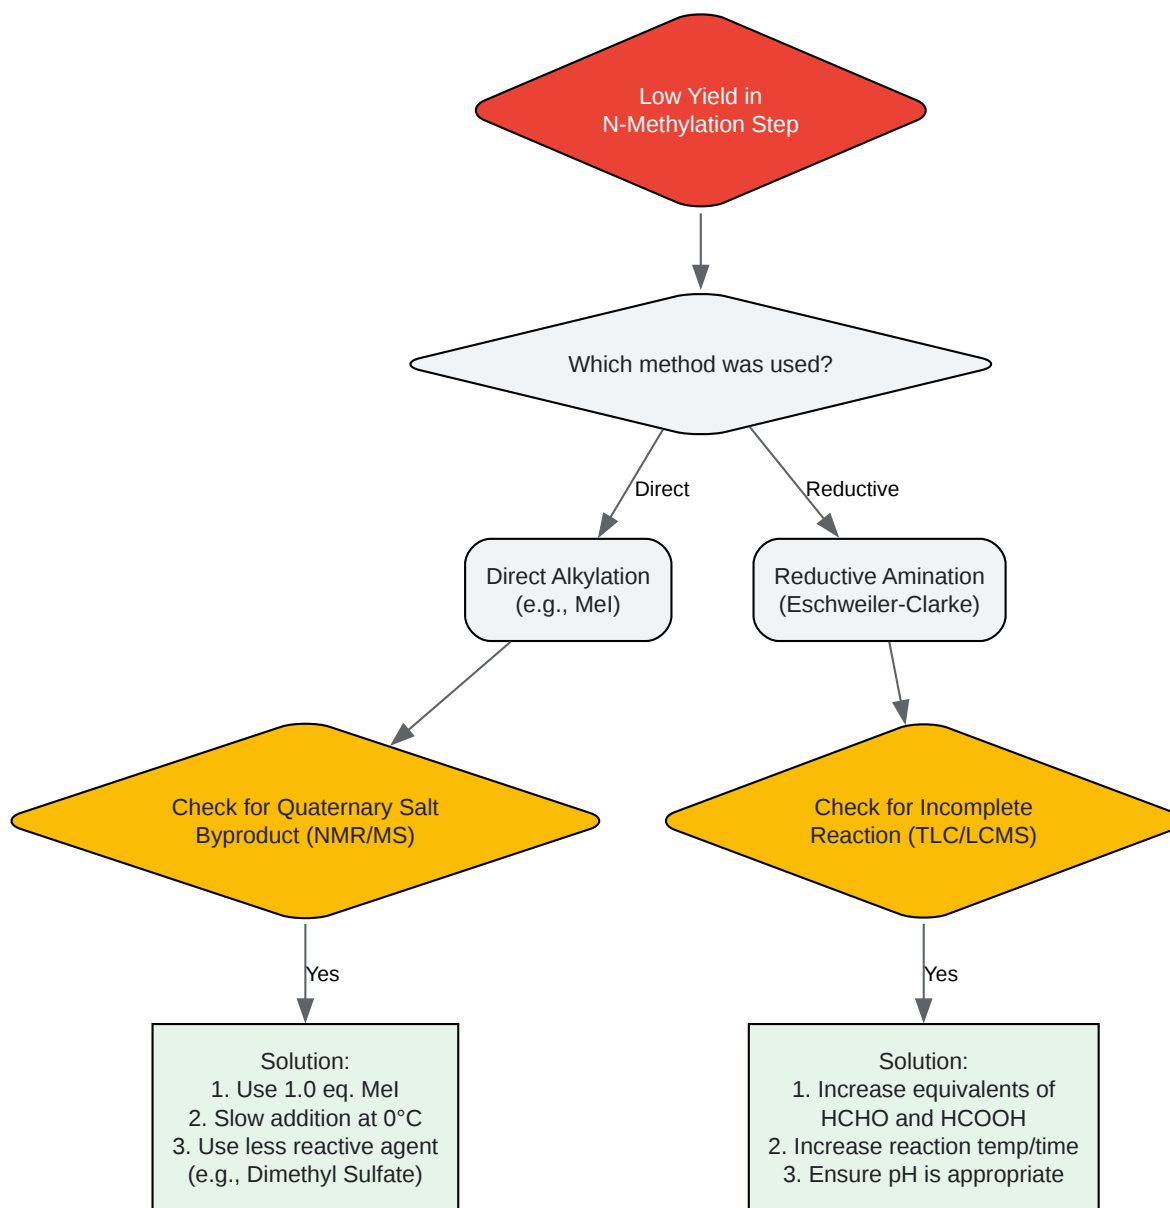 Low Yield in
N-Methylation Step
Which method was used?
Direct
Reductive
Direct Alkylation
(e.g., MeI)
Reductive Amination
(Eschweiler-Clarke)
Check for Quaternary Salt
Byproduct (NMR/MS)
Check for Incomplete
Reaction (TLC/LCMS)
Yes
Yes
Solution:
1. Use 1.0 eq. MeI
2. Slow addition at 0°C
3. Use less reactive agent
(e.g., Dimethyl Sulfate)
Solution:
1. Increase equivalents of
HCHO and HCOOH
2. Increase reaction temp/time
3. Ensure pH is appropriate